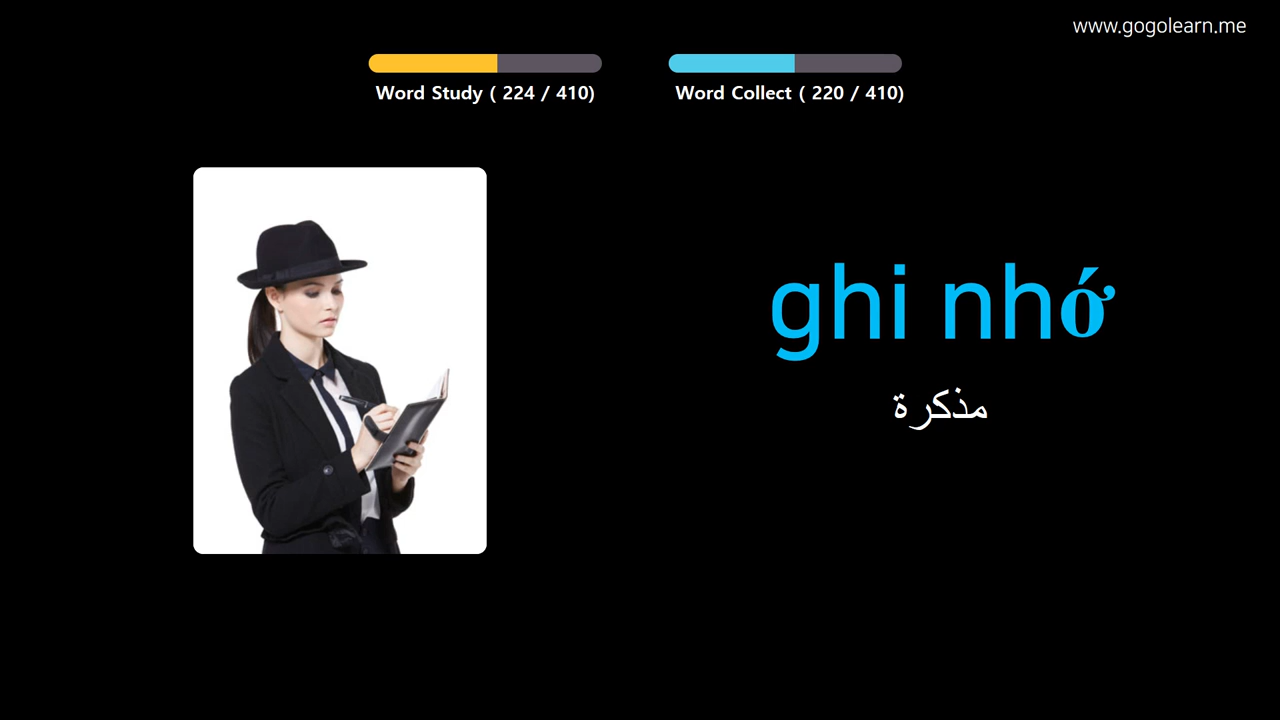 www.gogolearn.me
Word Study ( 224 / 410)
Word Collect ( 220 / 410)
ghi nhớ
مذكرة